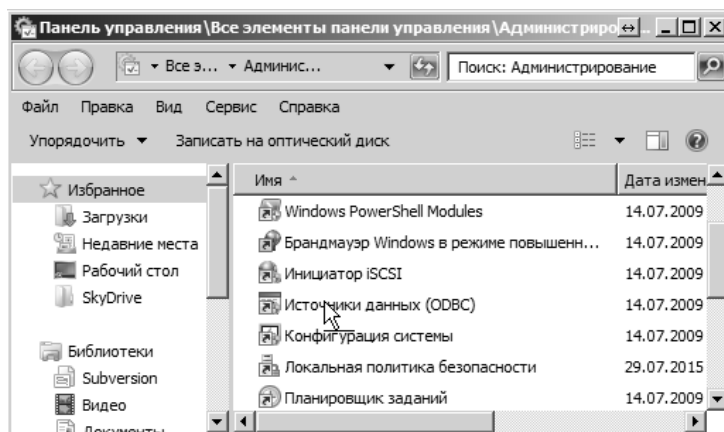 Панель управления\Все элементы панели управления\Администриро...
Все э... Админис... Поиск: Администрирование
Файл Правка Вид Сервис Справка
Упорядочить Записать на оптический диск
Имя Дата измен
Избранное
Загрузки
Недавние места
Рабочий стол
SkyDrive
Библиотеки
Subversion
Видео
Документы
Windows PowerShell Modules 14.07.2009
Брандмауэр Windows в режиме повышенн... 14.07.2009
Инициатор iSCSI 14.07.2009
Источники данных (ODBC) 14.07.2009
Конфигурация системы 14.07.2009
Локальная политика безопасности 29.07.2015
Планировщик заданий 14.07.2009